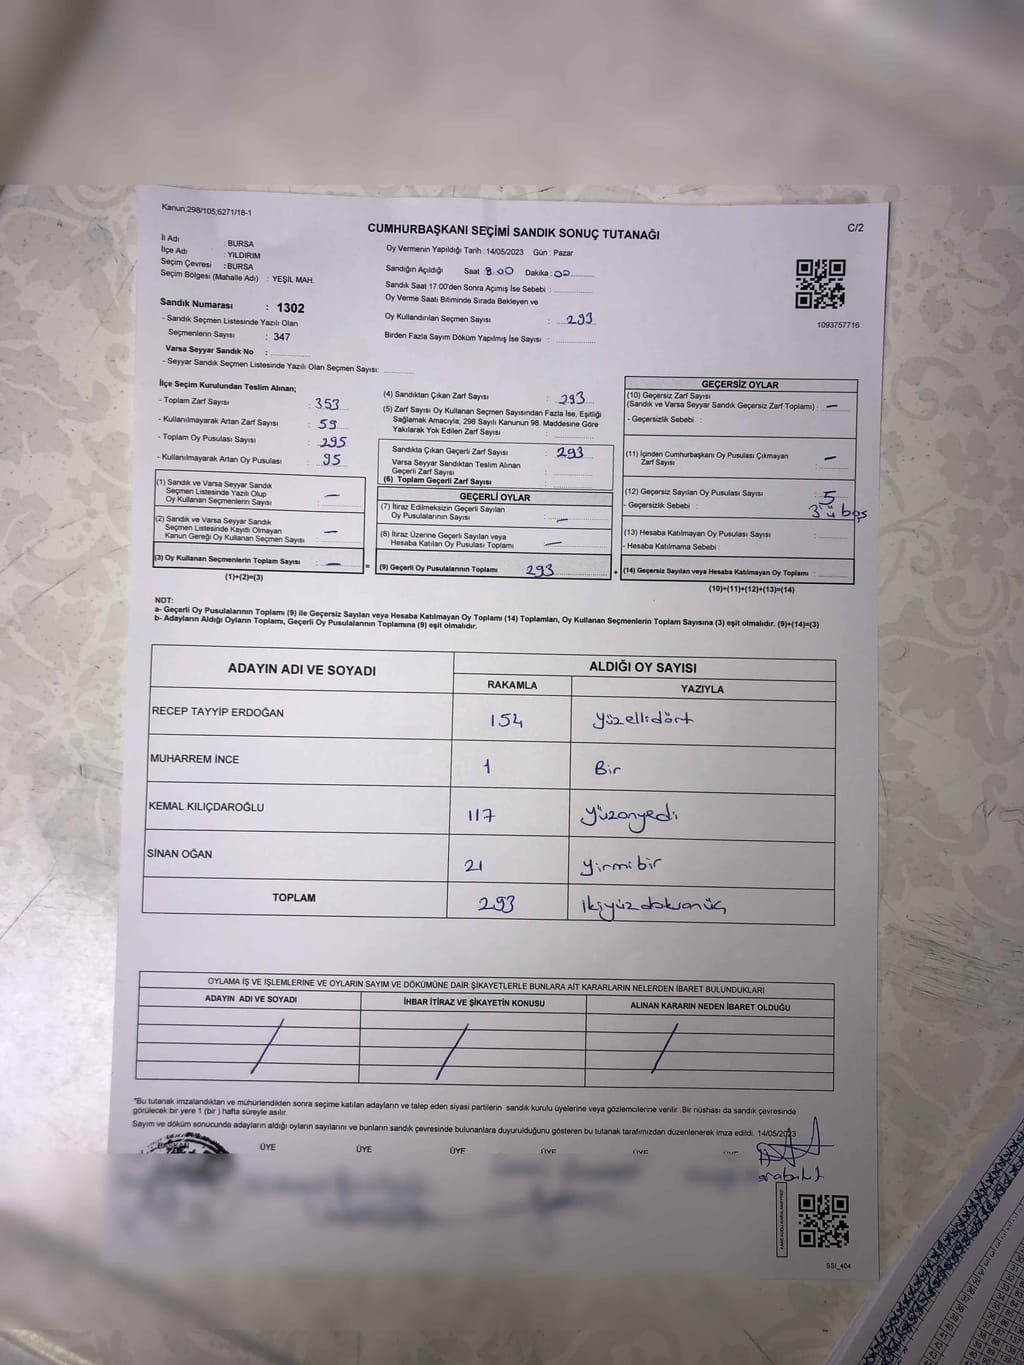 Kanun;298/105;6271/18-1
CUMHURBAŞKANI SEÇİMİ SANDIK SONUÇ TUTANAĞI
C/2
İl Adı : BURSA
İlçe Adı : YILDIRIM
Seçim Çevresi : BURSA
Seçim Bölgesi (Mahalle Adı) : YEŞİL MAH.
Sandık Numarası : 1302
- Sandık Seçmen Listesinde Yazılı Olan
Seçmenlerin Sayısı : 347
Varsa Seyyar Sandık No :
- Seyyar Sandık Seçmen Listesinde Yazılı Olan Seçmen Sayısı:
Oy Vermenin Yapıldığı Tarih :14/05/2023 Gün : Pazar
Sandığın Açıldığı Saat 8:00 Dakika : 00
Sandık Saat 17:00'den Sonra Açımış İse Sebebi :
Oy Verme Saati Bitiminde Sırada Bekleyen ve
Oy Kullandırılan Seçmen Sayısı : 293
Birden Fazla Sayım Döküm Yapılmış İse Sayısı :
1093757716
İlçe Seçim Kurulundan Teslim Alınan;
- Toplam Zarf Sayısı : 353
- Kullanılmayarak Artan Zarf Sayısı : 59
- Toplam Oy Pusulası Sayısı : 295
- Kullanılmayarak Artan Oy Pusulası : 95
(1) Sandık ve Varsa Seyyar Sandık
Seçmen Listesinde Yazılı Olup
Oy Kullanan Seçmenlerin Sayısı : —
(2) Sandık ve Varsa Seyyar Sandık
Seçmen Listesinde Kayıtlı Olmayan
Kanun Gereği Oy Kullanan Seçmen Sayısı : —
(3) Oy Kullanan Seçmenlerin Toplam Sayısı : —
(1)+(2)=(3)
(4) Sandıktan Çıkan Zarf Sayısı : 293
(5) Zarf Sayısı Oy Kullanan Seçmen Sayısından Fazla İse, Eşitliği
Sağlamak Amacıyla; 298 Sayılı Kanunun 98. Maddesine Göre
Yakılarak Yok Edilen Zarf Sayısı :
Sandıkta Çıkan Geçerli Zarf Sayısı : 293
Varsa Seyyar Sandıktan Teslim Alınan
Geçerli Zarf Sayısı :
(6) Toplam Geçerli Zarf Sayısı :
GEÇERLİ OYLAR
(7) İtiraz Edilmeksizin Geçerli Sayılan
Oy Pusulalarının Sayısı : —
(8) İtiraz Üzerine Geçerli Sayılan veya
Hesaba Katılan Oy Pusulası Toplamı : —
= (9) Geçerli Oy Pusulalarının Toplamı 293 +
GEÇERSİZ OYLAR
(10) Geçersiz Zarf Sayısı
(Sandık ve Varsa Seyyar Sandık Geçersiz Zarf Toplamı) : —
- Geçersizlik Sebebi :
(11) İçinden Cumhurbaşkanı Oy Pusulası Çıkmayan
Zarf Sayısı : —
(12) Geçersiz Sayılan Oy Pusulası Sayısı : 5
- Geçersizlik Sebebi : 3'ü boş
(13) Hesaba Katılmayan Oy Pusulası Sayısı :
- Hesaba Katılmama Sebebi :
(14) Geçersiz Sayılan veya Hesaba Katılmayan Oy Toplamı :
(10)+(11)+(12)+(13)=(14)
NOT:
a- Geçerli Oy Pusulalarının Toplamı (9) ile Geçersiz Sayılan veya Hesaba Katılmayan Oy Toplamı (14) Toplamları, Oy Kullanan Seçmenlerin Toplam Sayısına (3) eşit olmalıdır. (9)+(14)=(3)
b- Adayların Aldığı Oyların Toplamı, Geçerli Oy Pusulalarının Toplamına (9) eşit olmalıdır.
ADAYIN ADI VE SOYADI ALDIĞI OY SAYISI
RAKAMLA YAZIYLA
RECEP TAYYİP ERDOĞAN 154 Yüzellidört
MUHARREM İNCE 1 Bir
KEMAL KILIÇDAROĞLU 117 Yüzonyedi
SİNAN OĞAN 21 Yirmibir
TOPLAM 293 İkiyüzdoksanüç
OYLAMA İŞ VE İŞLEMLERİNE VE OYLARIN SAYIM VE DÖKÜMÜNE DAİR ŞİKAYETLERLE BUNLARA AİT KARARLARIN NELERDEN İBARET BULUNDUKLARI
ADAYIN ADI VE SOYADI İHBAR İTİRAZ VE ŞİKAYETİN KONUSU ALINAN KARARIN NEDEN İBARET OLDUĞU
"Bu tutanak imzalandıktan ve mühürlendikten sonra seçime katılan adayların ve talep eden siyasi partilerin sandık kurulu üyelerine veya gözlemcilerine verilir. Bir nüshası da sandık çevresinde
görülecek bir yere 1 (bir ) hafta süreyle asılır.
Sayım ve döküm sonucunda adayların aldığı oyların sayılarını ve bunların sandık çevresinde bulunanlara duyurulduğunu gösteren bu tutanak tarafımızdan düzenlenerek imza edildi. 14/05/2023
ÜYE ÜYE ÜYE ÜYE ÜYE ÜYE
SSİ_404